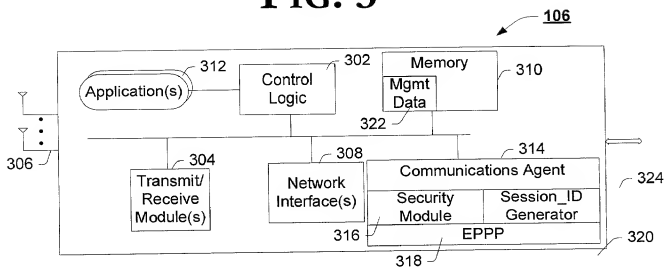 FIG. 3
106
312
Application(s)
302
Control
Logic
Memory
Mgmt
Data
310
322
306
304
Transmit/
Receive
Module(s)
308
Network
Interface(s)
314
Communications Agent
Security
Module
Session_ID
Generator
EPPP
316
318
324
320